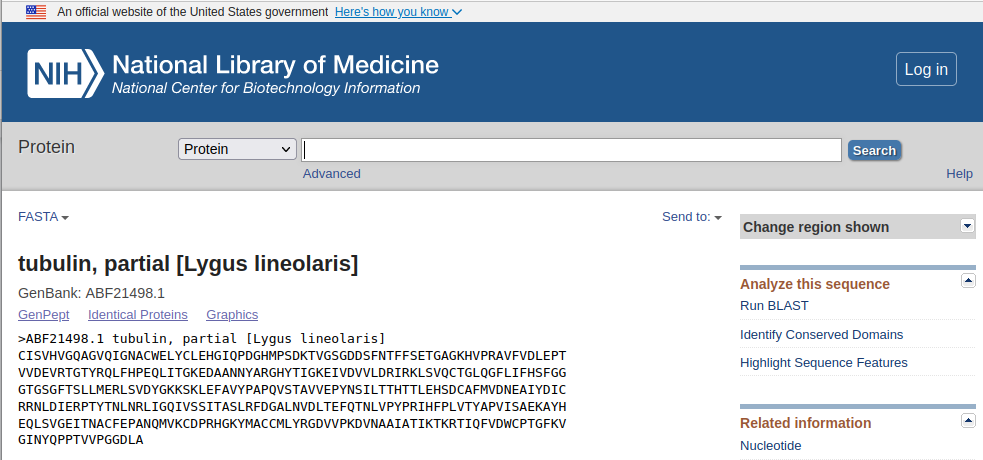 An official website of the United States government Here's how you know
NIH National Library of Medicine
National Center for Biotechnology Information
Log in
Protein
Protein
Search
Advanced
Help
FASTA
Send to:
Change region shown
tubulin, partial [Lygus lineolaris]
GenBank: ABF21498.1
GenPept Identical Proteins Graphics
>ABF21498.1 tubulin, partial [Lygus lineolaris]
CISVHVGQAGVQIGNACWELYCLEHGIQPDGHMPSDKTVGSGDDSFNTFFSETGAGKHVPRAVFVDLEPT
VVDEVRTGTYRQLFHPEQLITGKEDAANNYARGHYTIGKEIVDVVLDRIRKLSVQCTGLQGFLIFHSFGG
GTGSGFTSLLMERLSVDYGKKSKLEFAVYPAPQVSTAVVEPYNSILTTHTTLEHSDCAFMVDNEAIYDIC
RRNLDIERPTYTNLNRLIGQIVSSITASLRFDGALNVDLTEFQTNLVPYPRIHFPLVTYAPVISAEKAYH
EQLSVGEITNACFEPANQMVKCDPRHGKYMACCMLYRGDVVPKDVNAAIATIKTKRTIQFVDWCPTGFKV
GINYQPPTVVPGGDLA
Analyze this sequence
Run BLAST
Identify Conserved Domains
Highlight Sequence Features
Related information
Nucleotide